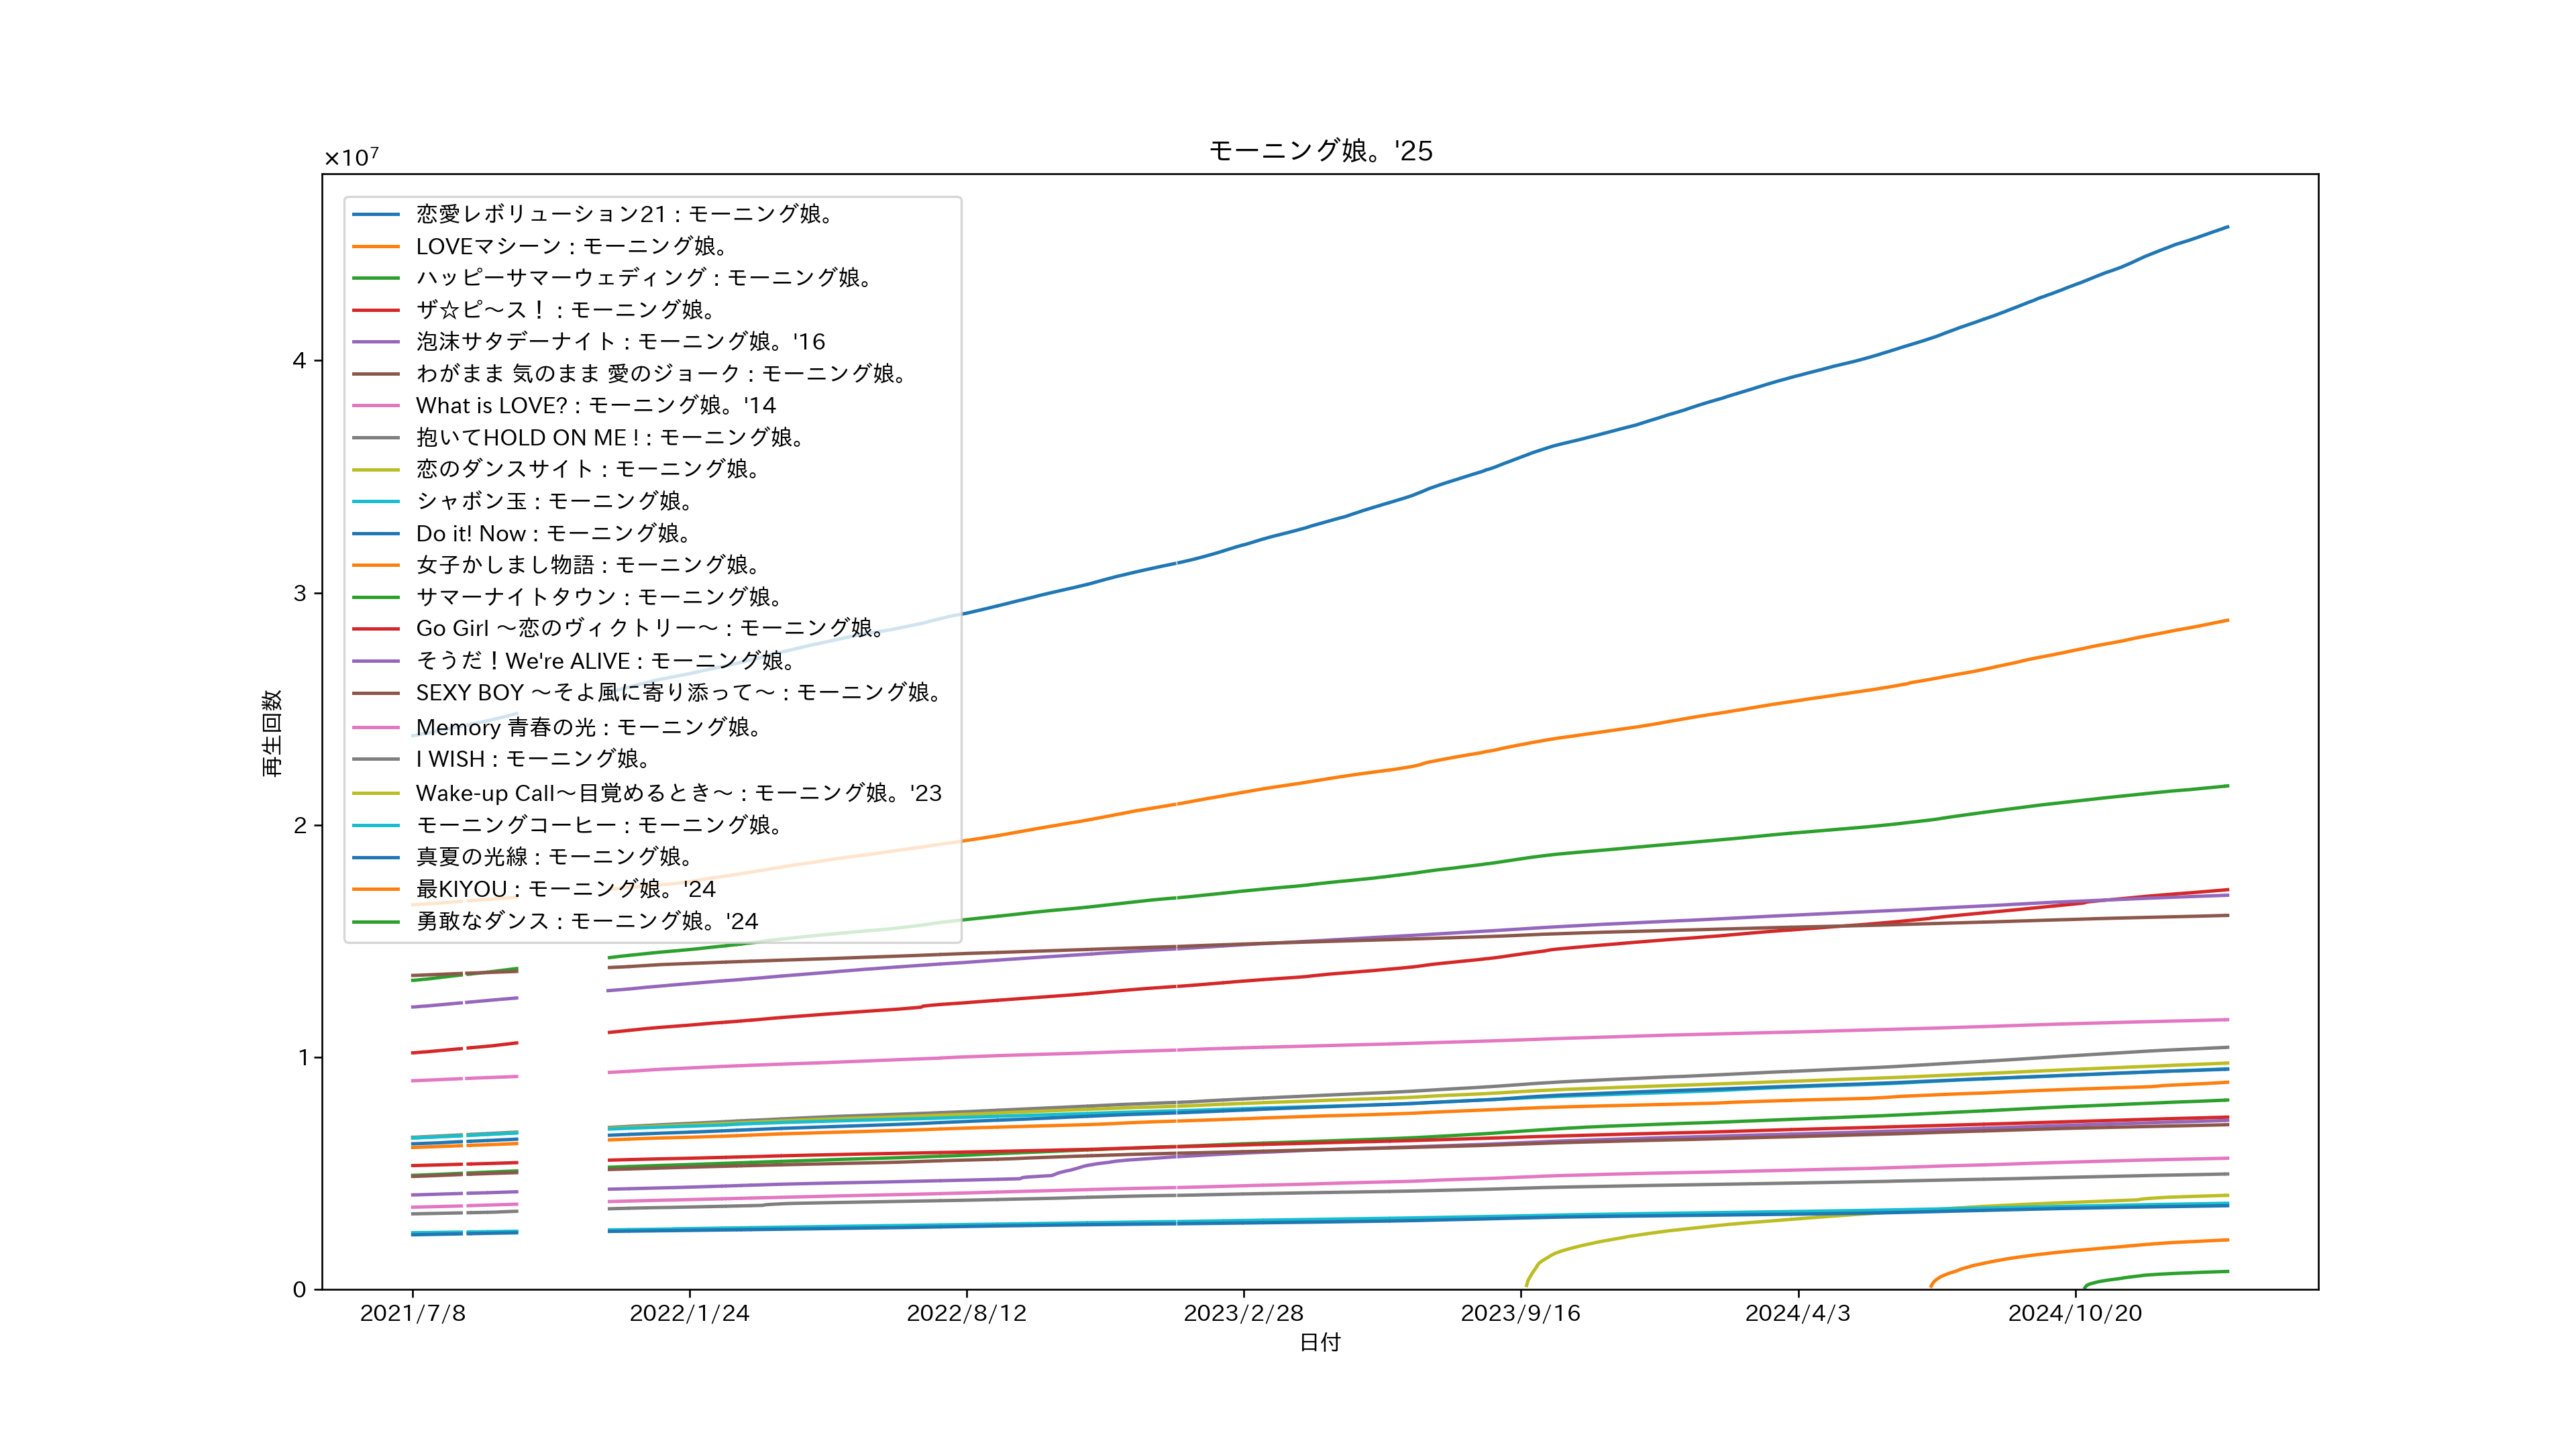 モーニング娘。'25
×10⁷
恋愛レボリューション21 : モーニング娘。
LOVEマシーン : モーニング娘。
ハッピーサマーウェディング : モーニング娘。
ザ☆ピ～ス！ : モーニング娘。
泡沫サタデーナイト : モーニング娘。'16
わがまま 気のまま 愛のジョーク : モーニング娘。
What is LOVE? : モーニング娘。'14
抱いてHOLD ON ME ! : モーニング娘。
恋のダンスサイト : モーニング娘。
シャボン玉 : モーニング娘。
Do it! Now : モーニング娘。
女子かしまし物語 : モーニング娘。
サマーナイトタウン : モーニング娘。
Go Girl ～恋のヴィクトリー～ : モーニング娘。
そうだ！We're ALIVE : モーニング娘。
SEXY BOY ～そよ風に寄り添って～ : モーニング娘。
Memory 青春の光 : モーニング娘。
I WISH : モーニング娘。
Wake-up Call～目覚めるとき～ : モーニング娘。'23
モーニングコーヒー : モーニング娘。
真夏の光線 : モーニング娘。
最KIYOU : モーニング娘。'24
勇敢なダンス : モーニング娘。'24
4
3
2
1
0
再生回数
2021/7/8 2022/1/24 2022/8/12 2023/2/28 2023/9/16 2024/4/3 2024/10/20
日付